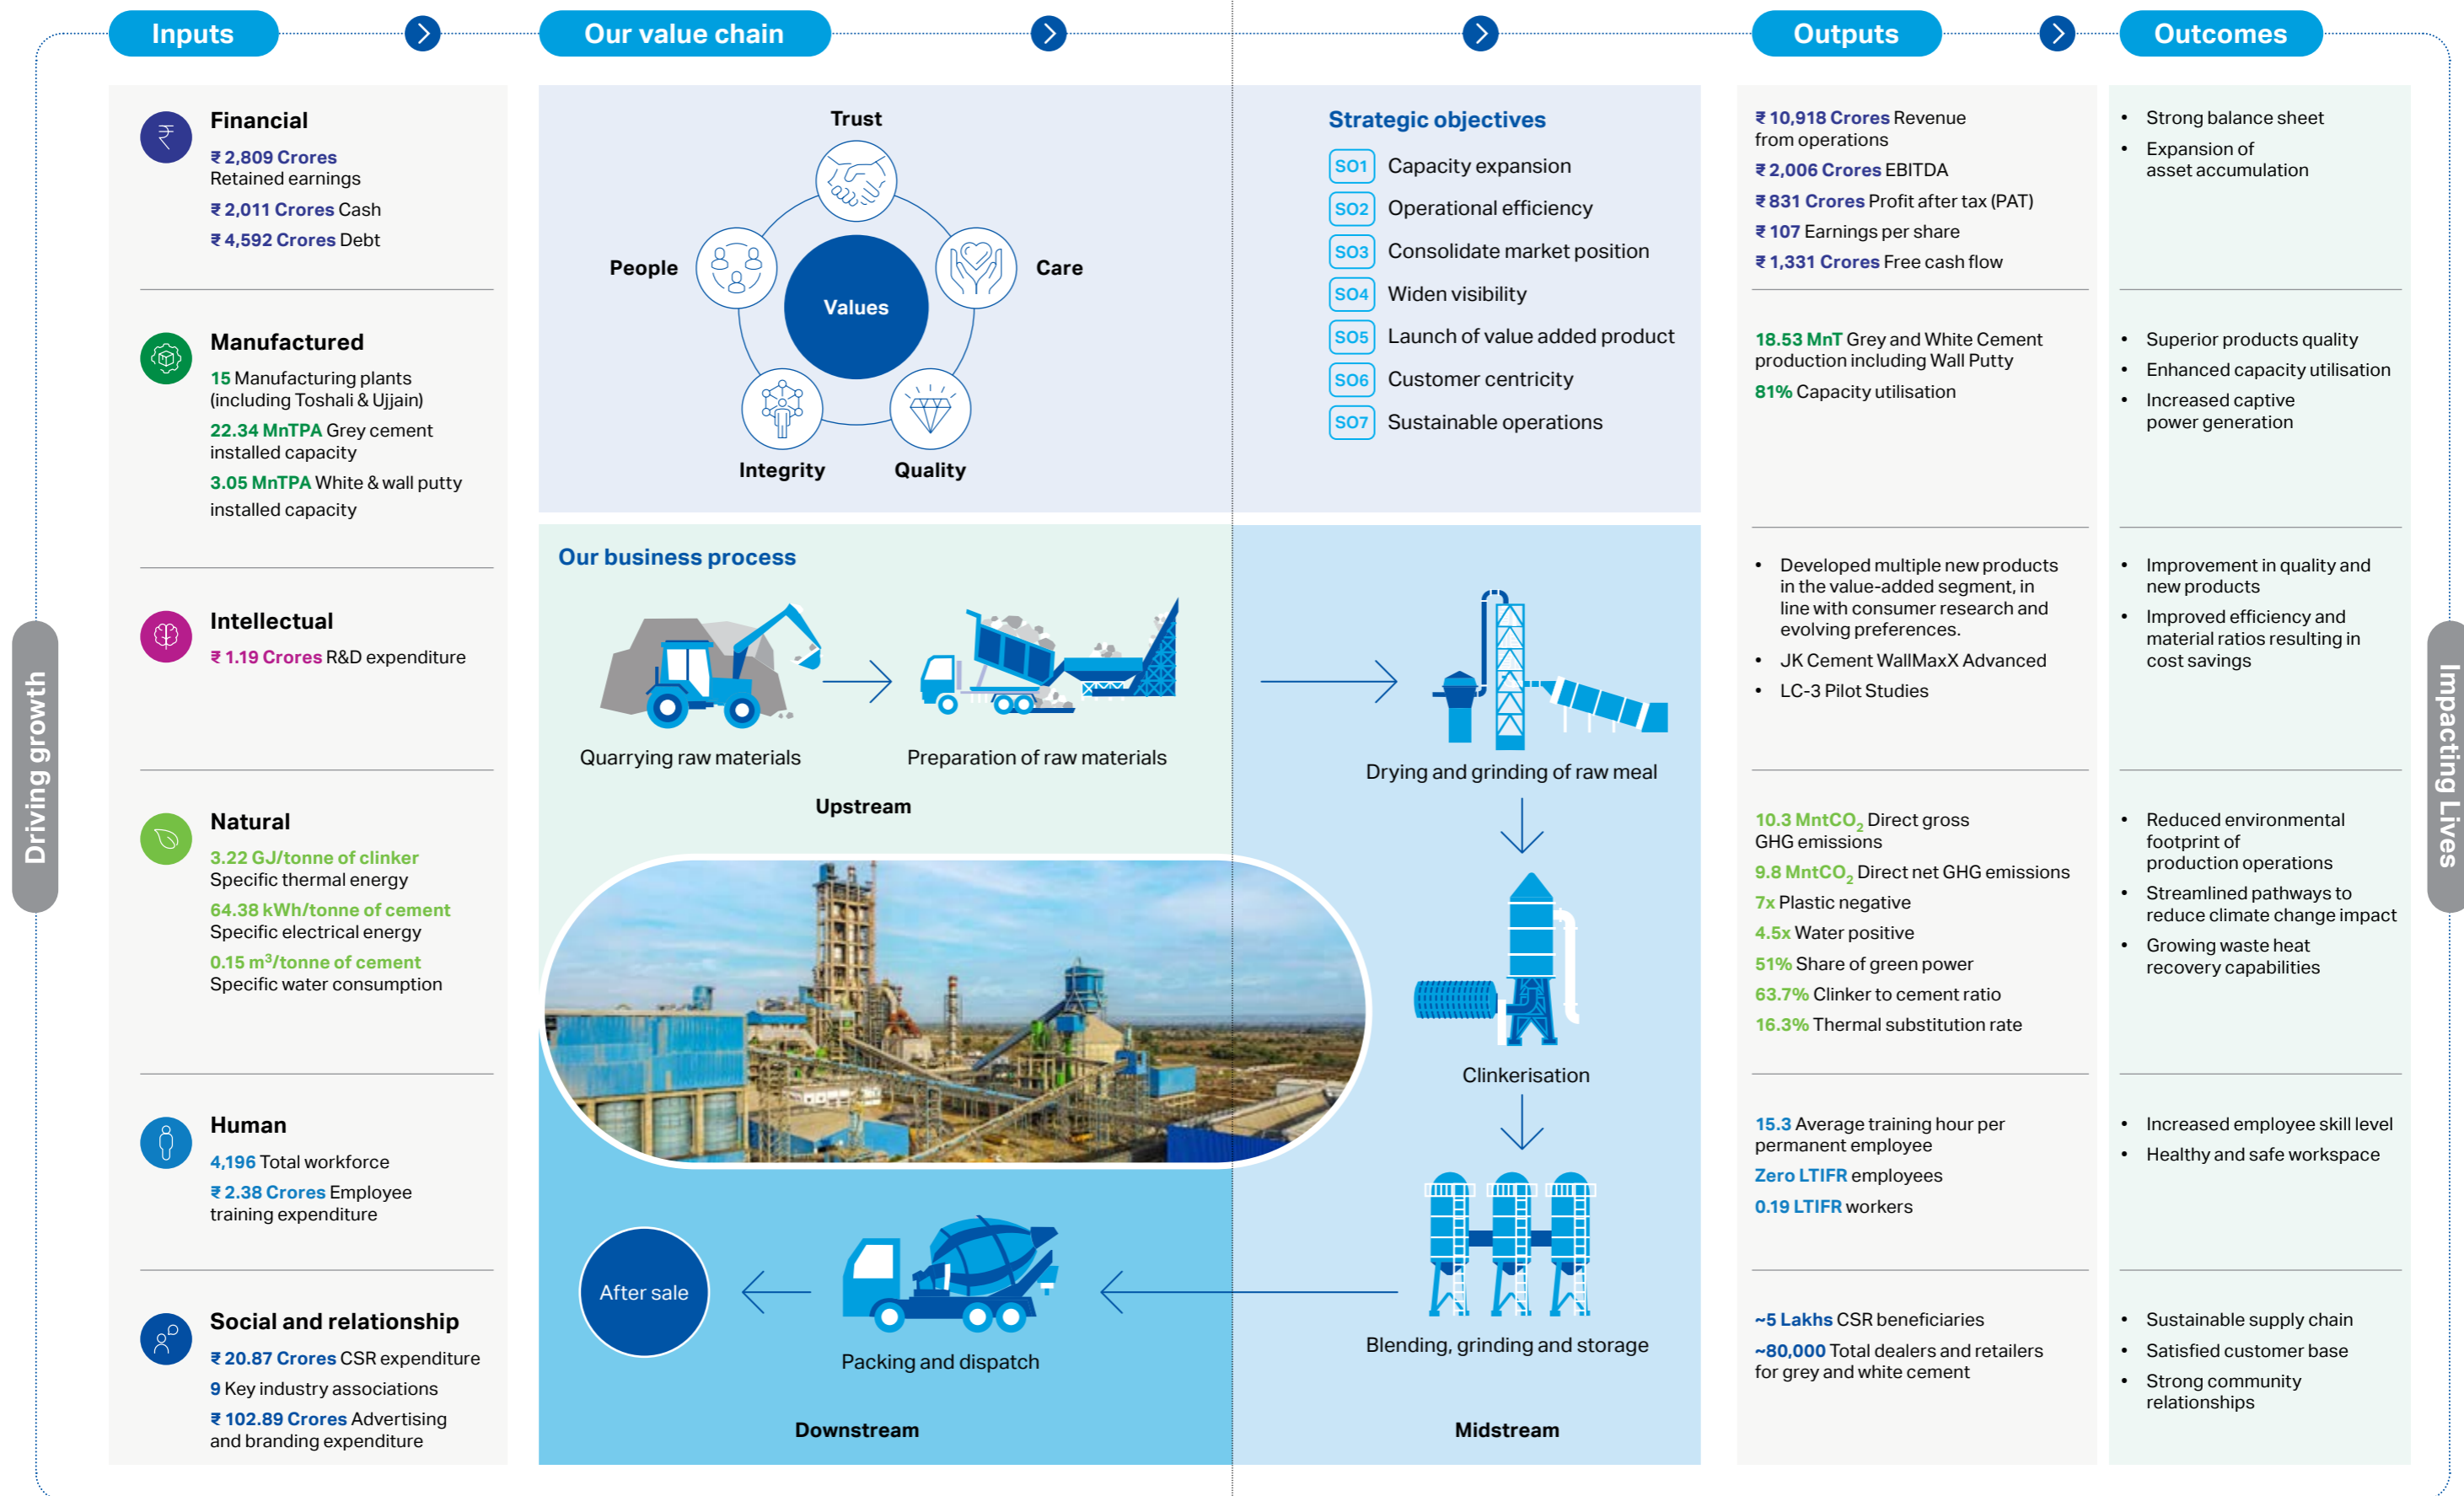 Inputs
Our value chain
Outputs
Outcomes
Driving growth
Financial
₹ 2,809 Crores
Retained earnings
₹ 2,011 Crores Cash
₹ 4,592 Crores Debt
Manufactured
15 Manufacturing plants
(including Toshali & Ujjain)
22.34 MnTPA Grey cement
installed capacity
3.05 MnTPA White & wall putty
installed capacity
Intellectual
₹ 1.19 Crores R&D expenditure
Natural
3.22 GJ/tonne of clinker
Specific thermal energy
64.38 kWh/tonne of cement
Specific electrical energy
0.15 m³/tonne of cement
Specific water consumption
Human
4,196 Total workforce
₹ 2.38 Crores Employee
training expenditure
Social and relationship
₹ 20.87 Crores CSR expenditure
9 Key industry associations
₹ 102.89 Crores Advertising
and branding expenditure
Trust
People
Care
Values
Integrity
Quality
Strategic objectives
SO1 Capacity expansion
SO2 Operational efficiency
SO3 Consolidate market position
SO4 Widen visibility
SO5 Launch of value added product
SO6 Customer centricity
SO7 Sustainable operations
Our business process
Quarrying raw materials
Preparation of raw materials
Upstream
Drying and grinding of raw meal
Clinkerisation
Blending, grinding and storage
Midstream
Packing and dispatch
After sale
Downstream
₹ 10,918 Crores Revenue
from operations
₹ 2,006 Crores EBITDA
₹ 831 Crores Profit after tax (PAT)
₹ 107 Earnings per share
₹ 1,331 Crores Free cash flow
18.53 MnT Grey and White Cement
production including Wall Putty
81% Capacity utilisation
• Developed multiple new products
in the value-added segment, in
line with consumer research and
evolving preferences.
• JK Cement WallMaxX Advanced
• LC-3 Pilot Studies
10.3 MntCO₂ Direct gross
GHG emissions
9.8 MntCO₂ Direct net GHG emissions
7x Plastic negative
4.5x Water positive
51% Share of green power
63.7% Clinker to cement ratio
16.3% Thermal substitution rate
15.3 Average training hour per
permanent employee
Zero LTIFR employees
0.19 LTIFR workers
~5 Lakhs CSR beneficiaries
~80,000 Total dealers and retailers
for grey and white cement
• Strong balance sheet
• Expansion of
asset accumulation
• Superior products quality
• Enhanced capacity utilisation
• Increased captive
power generation
• Improvement in quality and
new products
• Improved efficiency and
material ratios resulting in
cost savings
• Reduced environmental
footprint of
production operations
• Streamlined pathways to
reduce climate change impact
• Growing waste heat
recovery capabilities
• Increased employee skill level
• Healthy and safe workspace
• Sustainable supply chain
• Satisfied customer base
• Strong community
relationships
Impacting Lives